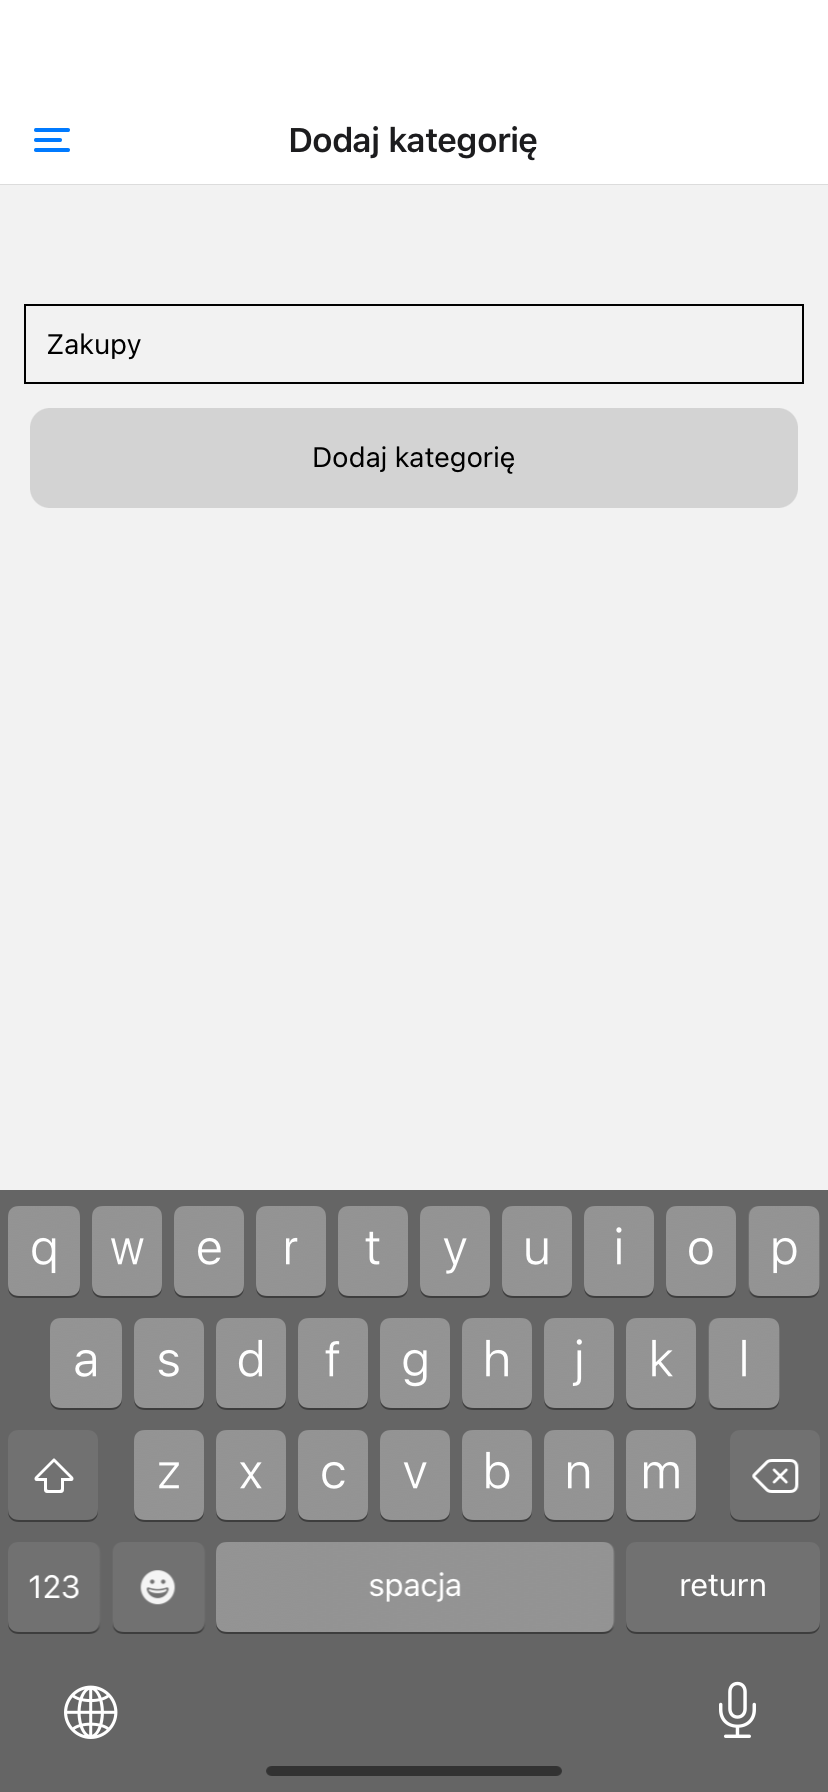 Dodaj kategorię
Zakupy
Dodaj kategorię
q w e r t y u i o p
a s d f g h j k l
z x c v b n m
123 spacja return